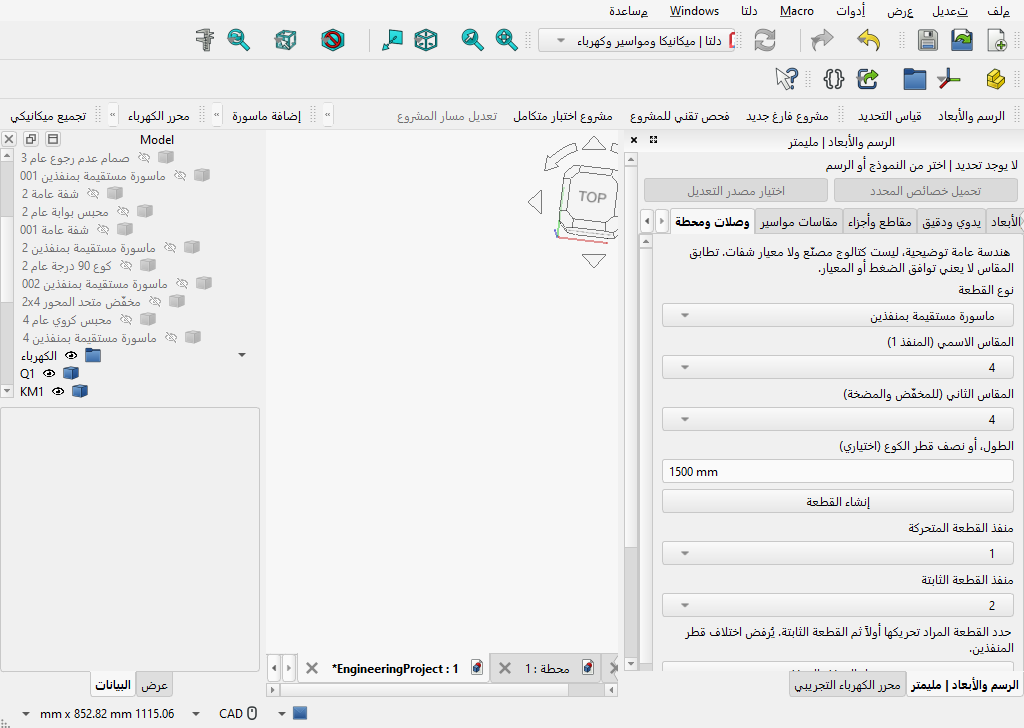 ملف تعديل عرض أدوات Macro دلتا Windows مساعدة
دلتا | ميكانيكا ومواسير وكهرباء
الرسم والأبعاد قياس التحديد مشروع فارغ جديد فحص تقني للمشروع مشروع اختبار متكامل تعديل مسار المشروع إضافة ماسورة محرر الكهرباء تجميع ميكانيكي
الرسم والأبعاد | مليمتر
لا يوجد تحديد | اختر من النموذج أو الرسم
تحميل خصائص المحدد
اختيار مصدر التعديل
الأبعاد يدوي ودقيق مقاطع وأجزاء مقاسات مواسير وصلات ومحطة
هندسة عامة توضيحية، ليست كتالوج مصنّع ولا معيار شفات. تطابق
المقاس لا يعني توافق الضغط أو المعيار.
نوع القطعة
ماسورة مستقيمة بمنفذين
المقاس الاسمي (المنفذ 1)
4
المقاس الثاني (للمخفّض والمضخة)
4
الطول، أو نصف قطر الكوع (اختياري)
1500 mm
إنشاء القطعة
منفذ القطعة المتحركة
1
منفذ القطعة الثابتة
2
حدد القطعة المراد تحريكها أولاً ثم القطعة الثابتة. يُرفض اختلاف قطر
المنفذين.
الرسم والأبعاد | مليمتر
محرر الكهرباء التجريبي
TOP
محطة : 1
*EngineeringProject : 1
Model
صمام عدم رجوع عام 3
ماسورة مستقيمة بمنفذين 001
شفة عامة 2
محبس بوابة عام 2
شفة عامة 001
ماسورة مستقيمة بمنفذين 2
كوع 90 درجة عام 2
ماسورة مستقيمة بمنفذين 002
مخفّض متحد المحور 2x4
محبس كروي عام 4
ماسورة مستقيمة بمنفذين 4
الكهرباء
Q1
KM1
عرض
البيانات
CAD
mm x 852.82 mm 1115.06